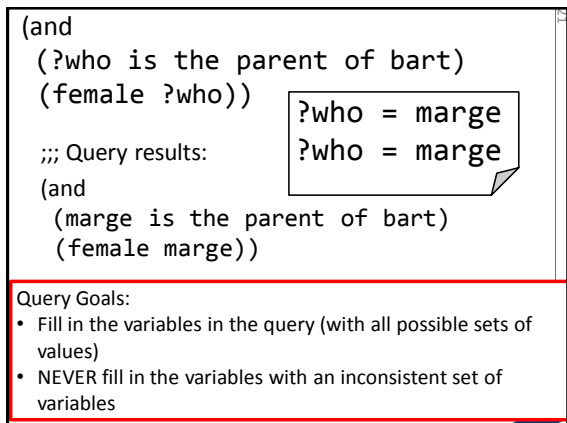 (and
(?who is the parent of bart)
(female ?who))
?who = marge
?who = marge
;;; Query results:
(and
(marge is the parent of bart)
(female marge))
Query Goals:
• Fill in the variables in the query (with all possible sets of
values)
• NEVER fill in the variables with an inconsistent set of
variables
21